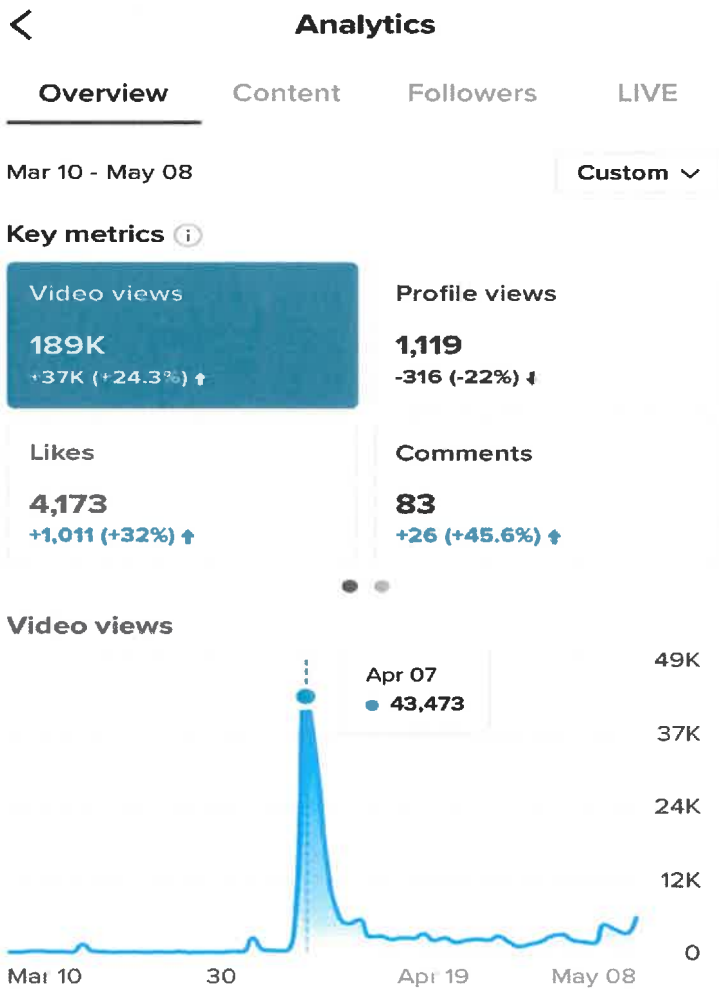 Analytics
Overview Content Followers LIVE
Mar 10 - May 08 Custom
Key metrics
Video views
189K
+37K (+24.3%)
Profile views
1,119
-316 (-22%)
Likes
4,173
+1,011 (+32%)
Comments
83
+26 (+45.6%)
Video views
Apr 07
43,473
49K
37K
24K
12K
0
Mar 10 30 Apr 19 May 08